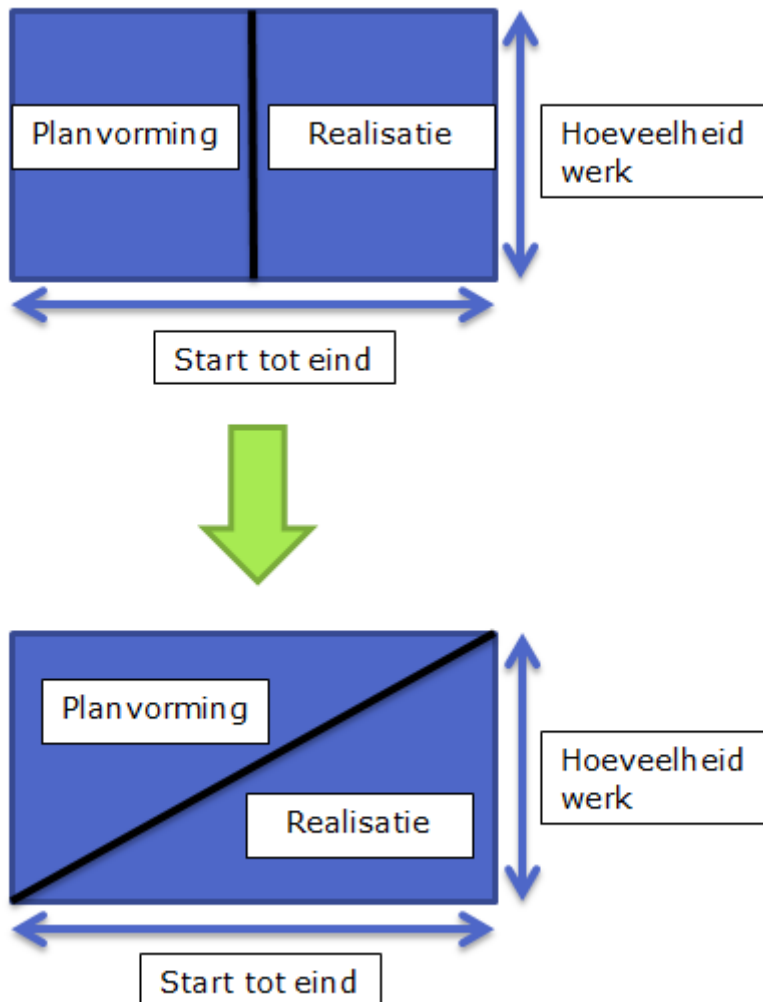 Planvorming
Realisatie
Hoeveelheid
werk
Start tot eind
Planvorming
Realisatie
Hoeveelheid
werk
Start tot eind